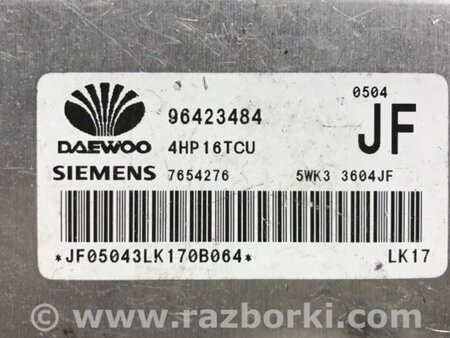 0504
96423484
JF
DAEWOO
4HP16TCU
SIEMENS
7654276
5WK3 3604JF
*JF05043LK170B064*
LK17
www.razborki.com